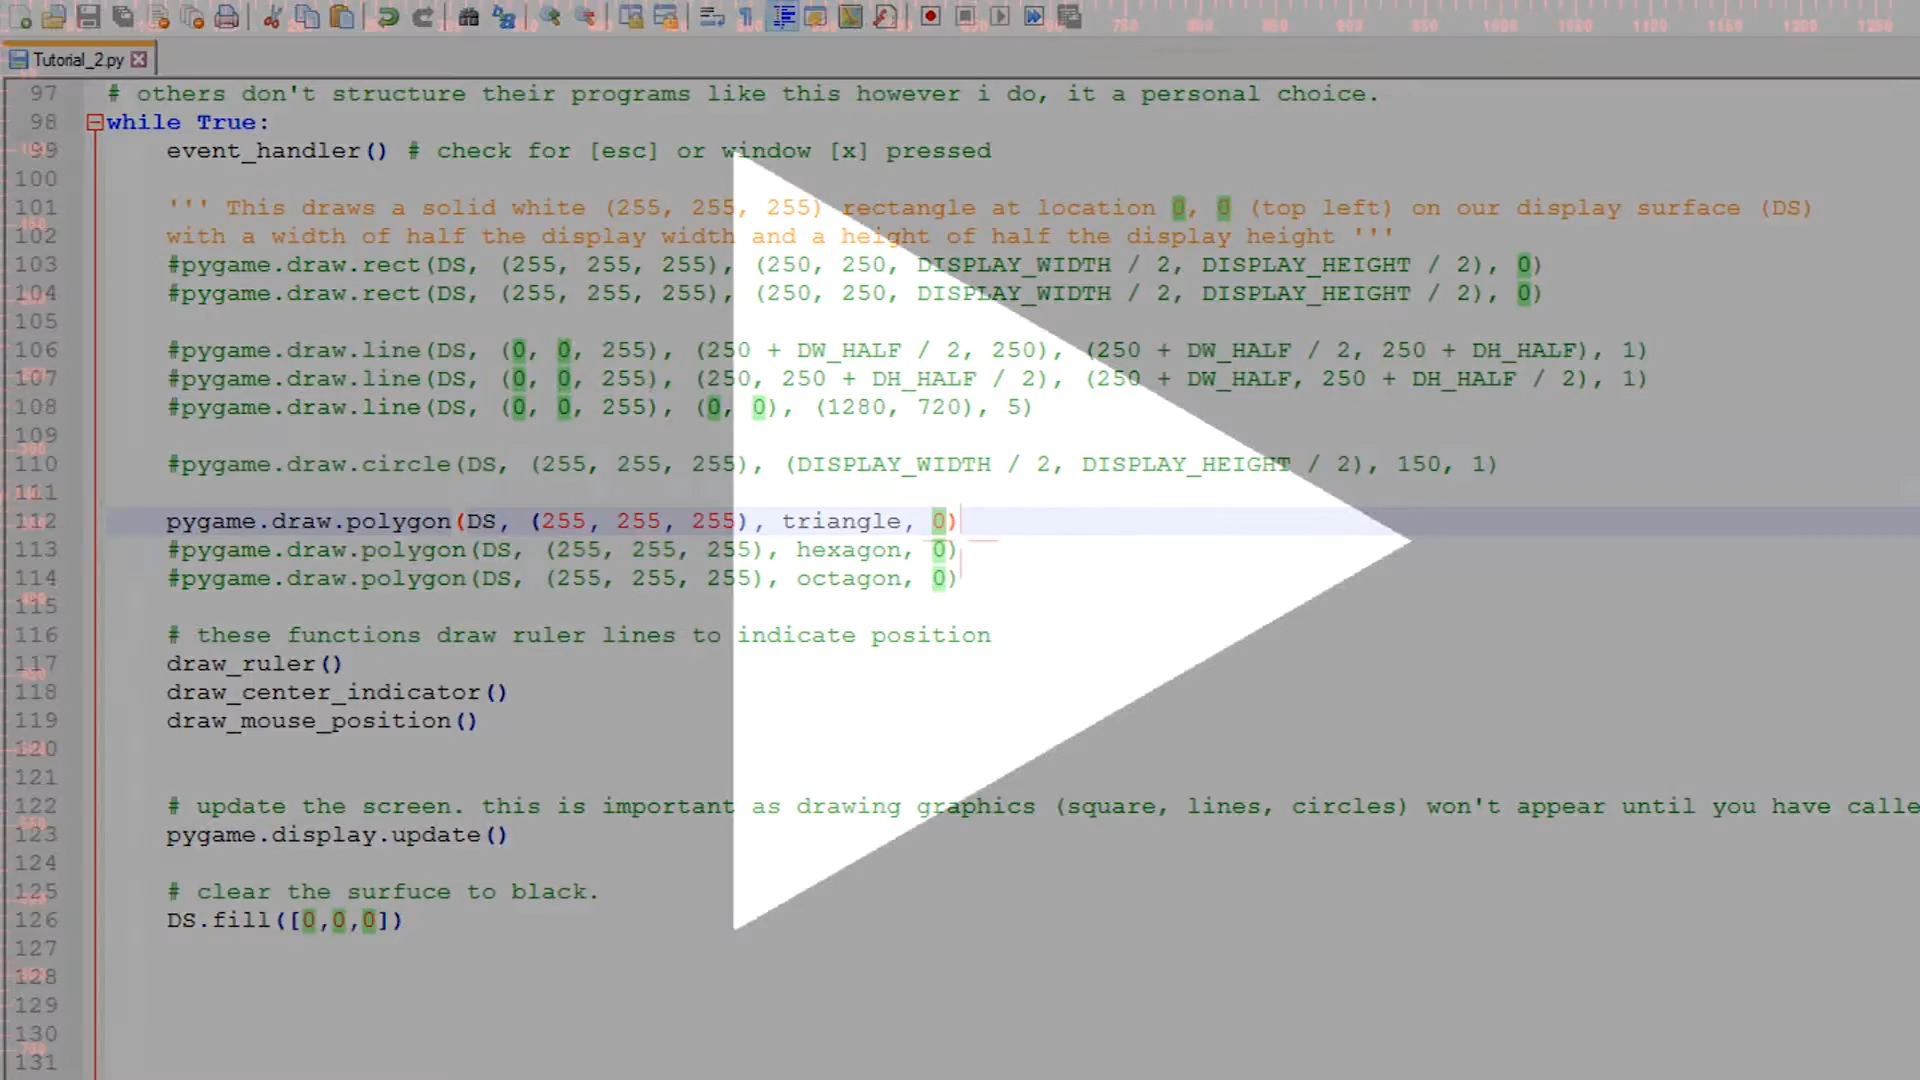 750 800 850 900 950 1000 1050 1100 1150 1200 1250
Tutorial_2.py
97 # others don't structure their programs like this however i do, it a personal choice.
98 while True:
99 event_handler() # check for [esc] or window [x] pressed
100
101 ''' This draws a solid white (255, 255, 255) rectangle at location 0, 0 (top left) on our display surface (DS)
102 with a width of half the display width and a height of half the display height '''
103 #pygame.draw.rect(DS, (255, 255, 255), (250, 250, DISPLAY_WIDTH / 2, DISPLAY_HEIGHT / 2), 0)
104 #pygame.draw.rect(DS, (255, 255, 255), (250, 250, DISPLAY_WIDTH / 2, DISPLAY_HEIGHT / 2), 0)
105
106 #pygame.draw.line(DS, (0, 0, 255), (250 + DW_HALF / 2, 250), (250 + DW_HALF / 2, 250 + DH_HALF), 1)
107 #pygame.draw.line(DS, (0, 0, 255), (250, 250 + DH_HALF / 2), (250 + DW_HALF, 250 + DH_HALF / 2), 1)
108 #pygame.draw.line(DS, (0, 0, 255), (0, 0), (1280, 720), 5)
109
110 #pygame.draw.circle(DS, (255, 255, 255), (DISPLAY_WIDTH / 2, DISPLAY_HEIGHT / 2), 150, 1)
111
112 pygame.draw.polygon(DS, (255, 255, 255), triangle, 0)
113 #pygame.draw.polygon(DS, (255, 255, 255), hexagon, 0)
114 #pygame.draw.polygon(DS, (255, 255, 255), octagon, 0)
115
116 # these functions draw ruler lines to indicate position
117 draw_ruler()
118 draw_center_indicator()
119 draw_mouse_position()
120
121
122 # update the screen. this is important as drawing graphics (square, lines, circles) won't appear until you have calle
123 pygame.display.update()
124
125 # clear the surfuce to black.
126 DS.fill([0,0,0])
127
128
129
130
131